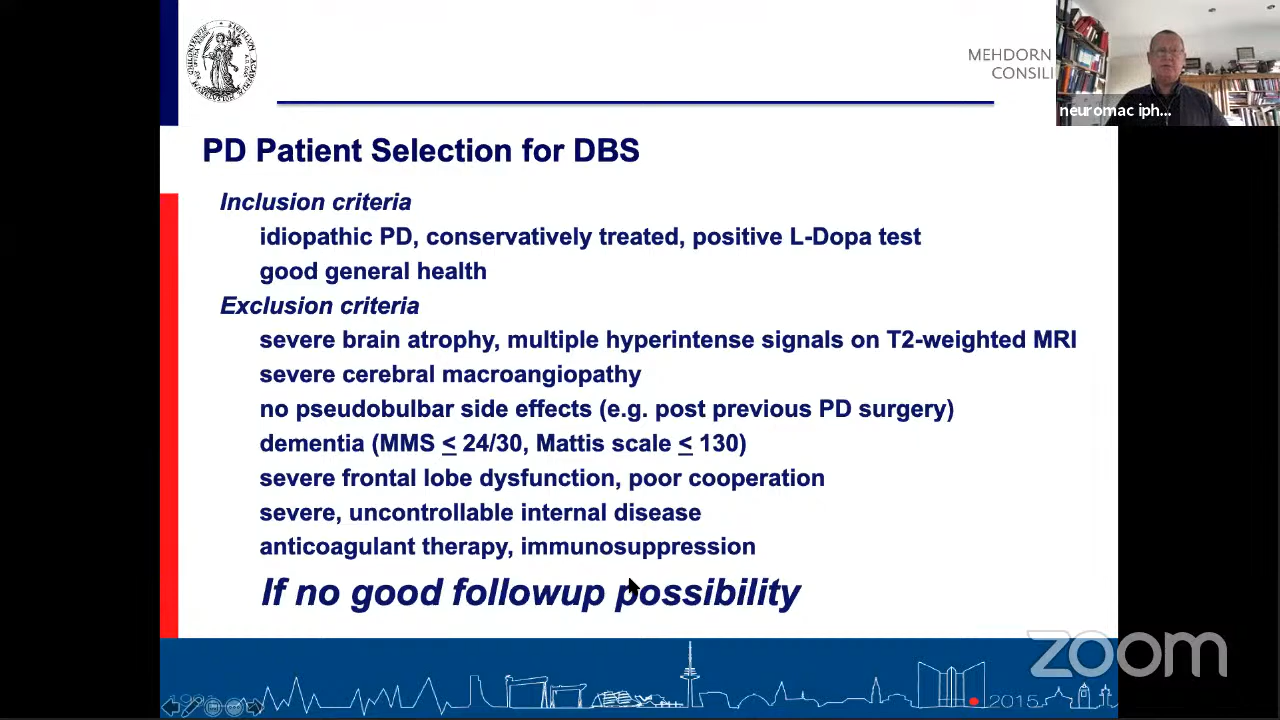 MEHDORN
CONSILI
neuromac iph...
PD Patient Selection for DBS
Inclusion criteria
idiopathic PD, conservatively treated, positive L-Dopa test
good general health
Exclusion criteria
severe brain atrophy, multiple hyperintense signals on T2-weighted MRI
severe cerebral macroangiopathy
no pseudobulbar side effects (e.g. post previous PD surgery)
dementia (MMS ≤ 24/30, Mattis scale ≤ 130)
severe frontal lobe dysfunction, poor cooperation
severe, uncontrollable internal disease
anticoagulant therapy, immunosuppression
If no good followup possibility
zoom
2015